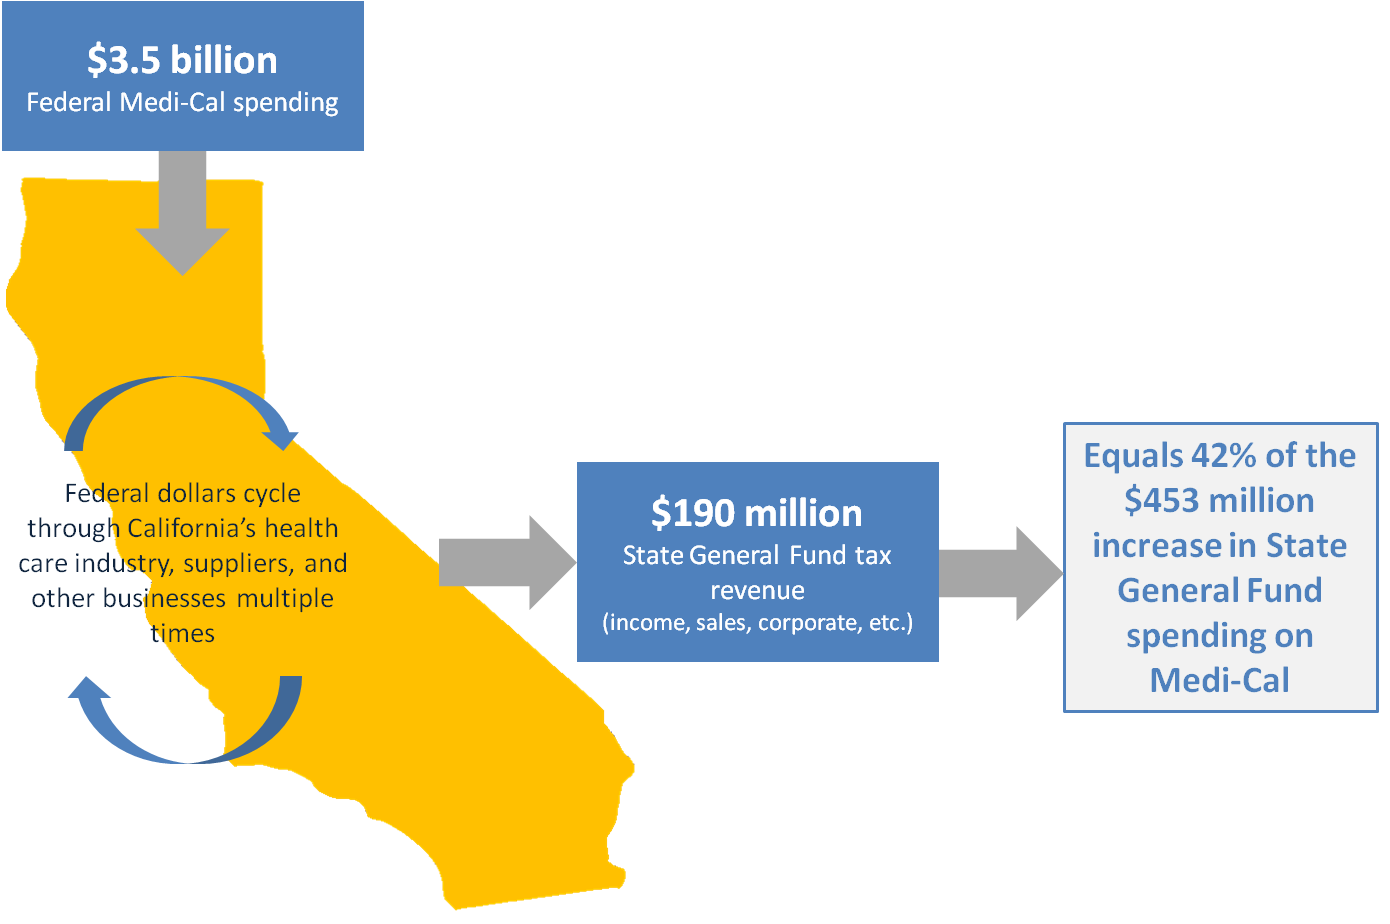 $3.5 billion
Federal Medi-Cal spending
Federal dollars cycle
through California’s health
care industry, suppliers, and
other businesses multiple
times
$190 million
State General Fund tax
revenue
(income, sales, corporate, etc.)
Equals 42% of the
$453 million
increase in State
General Fund
spending on
Medi-Cal